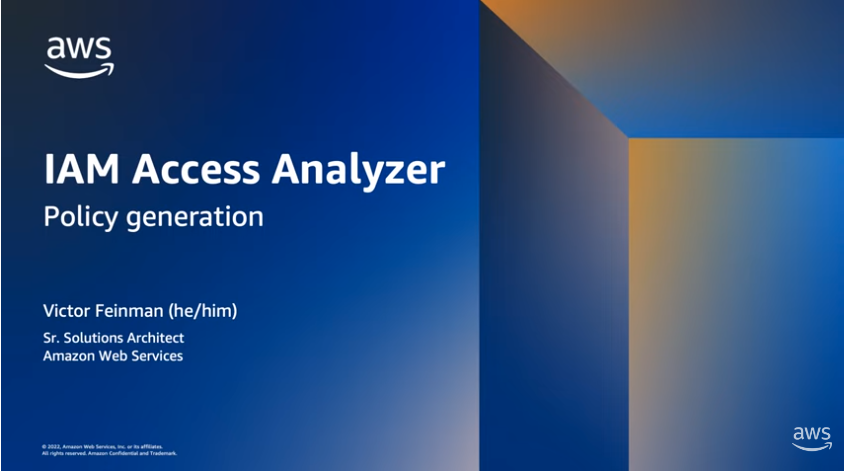 aws
IAM Access Analyzer
Policy generation
Victor Feinman (he/him)
Sr. Solutions Architect
Amazon Web Services
© 2022, Amazon Web Services, Inc. or its affiliates.
All rights reserved. Amazon Confidential and Trademark.
aws